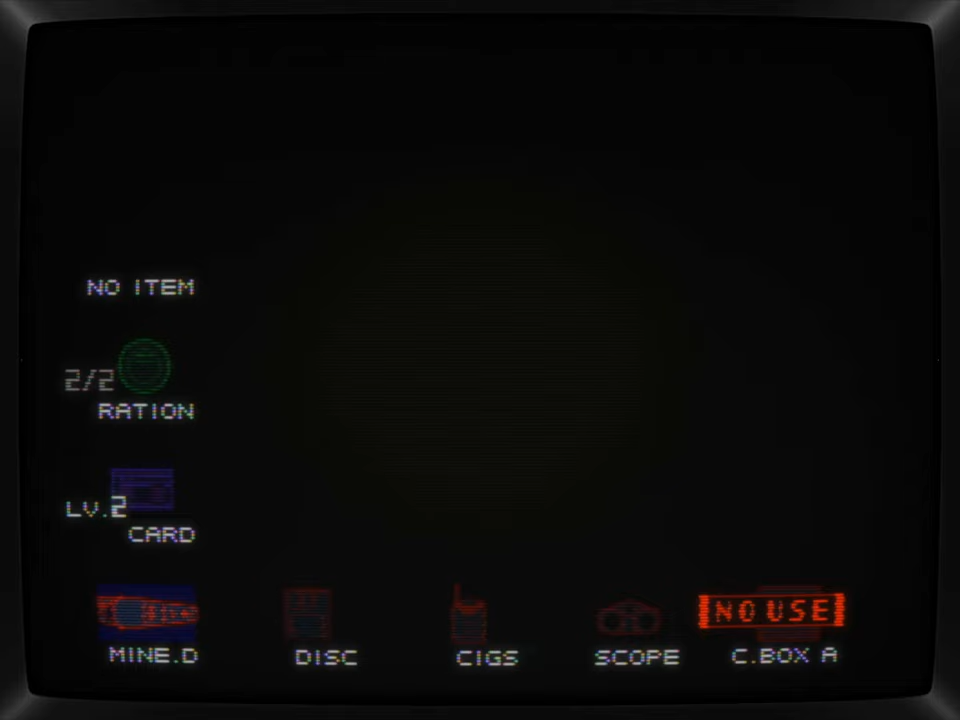 NO ITEM
2/2
RATION
LV.2
CARD
NO USE
MINE.D DISC CIGS SCOPE C.BOX A